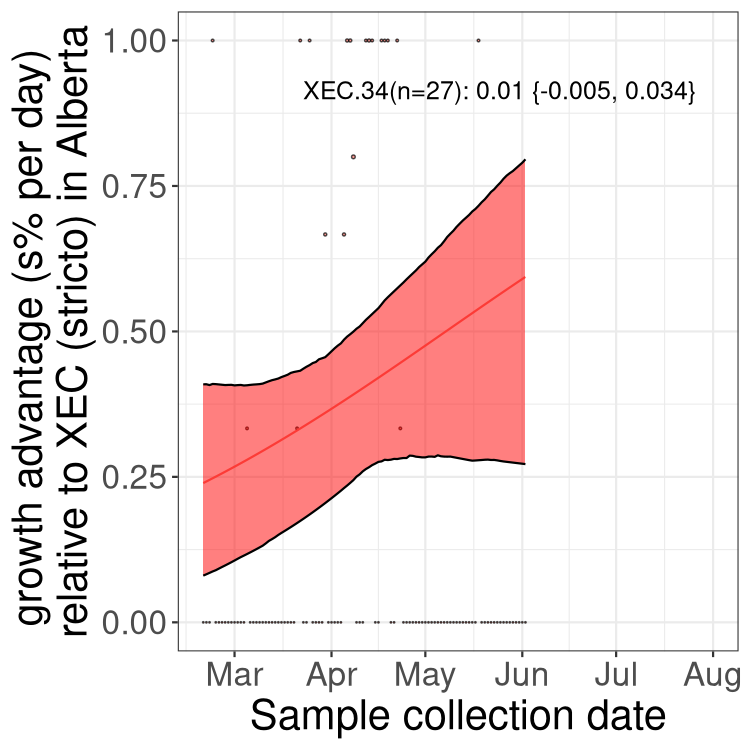 growth advantage (s% per day)
relative to XEC (stricto) in Alberta
1.00
0.75
0.50
0.25
0.00
XEC.34(n=27): 0.01 {-0.005, 0.034}
Mar Apr May Jun Jul Aug
Sample collection date